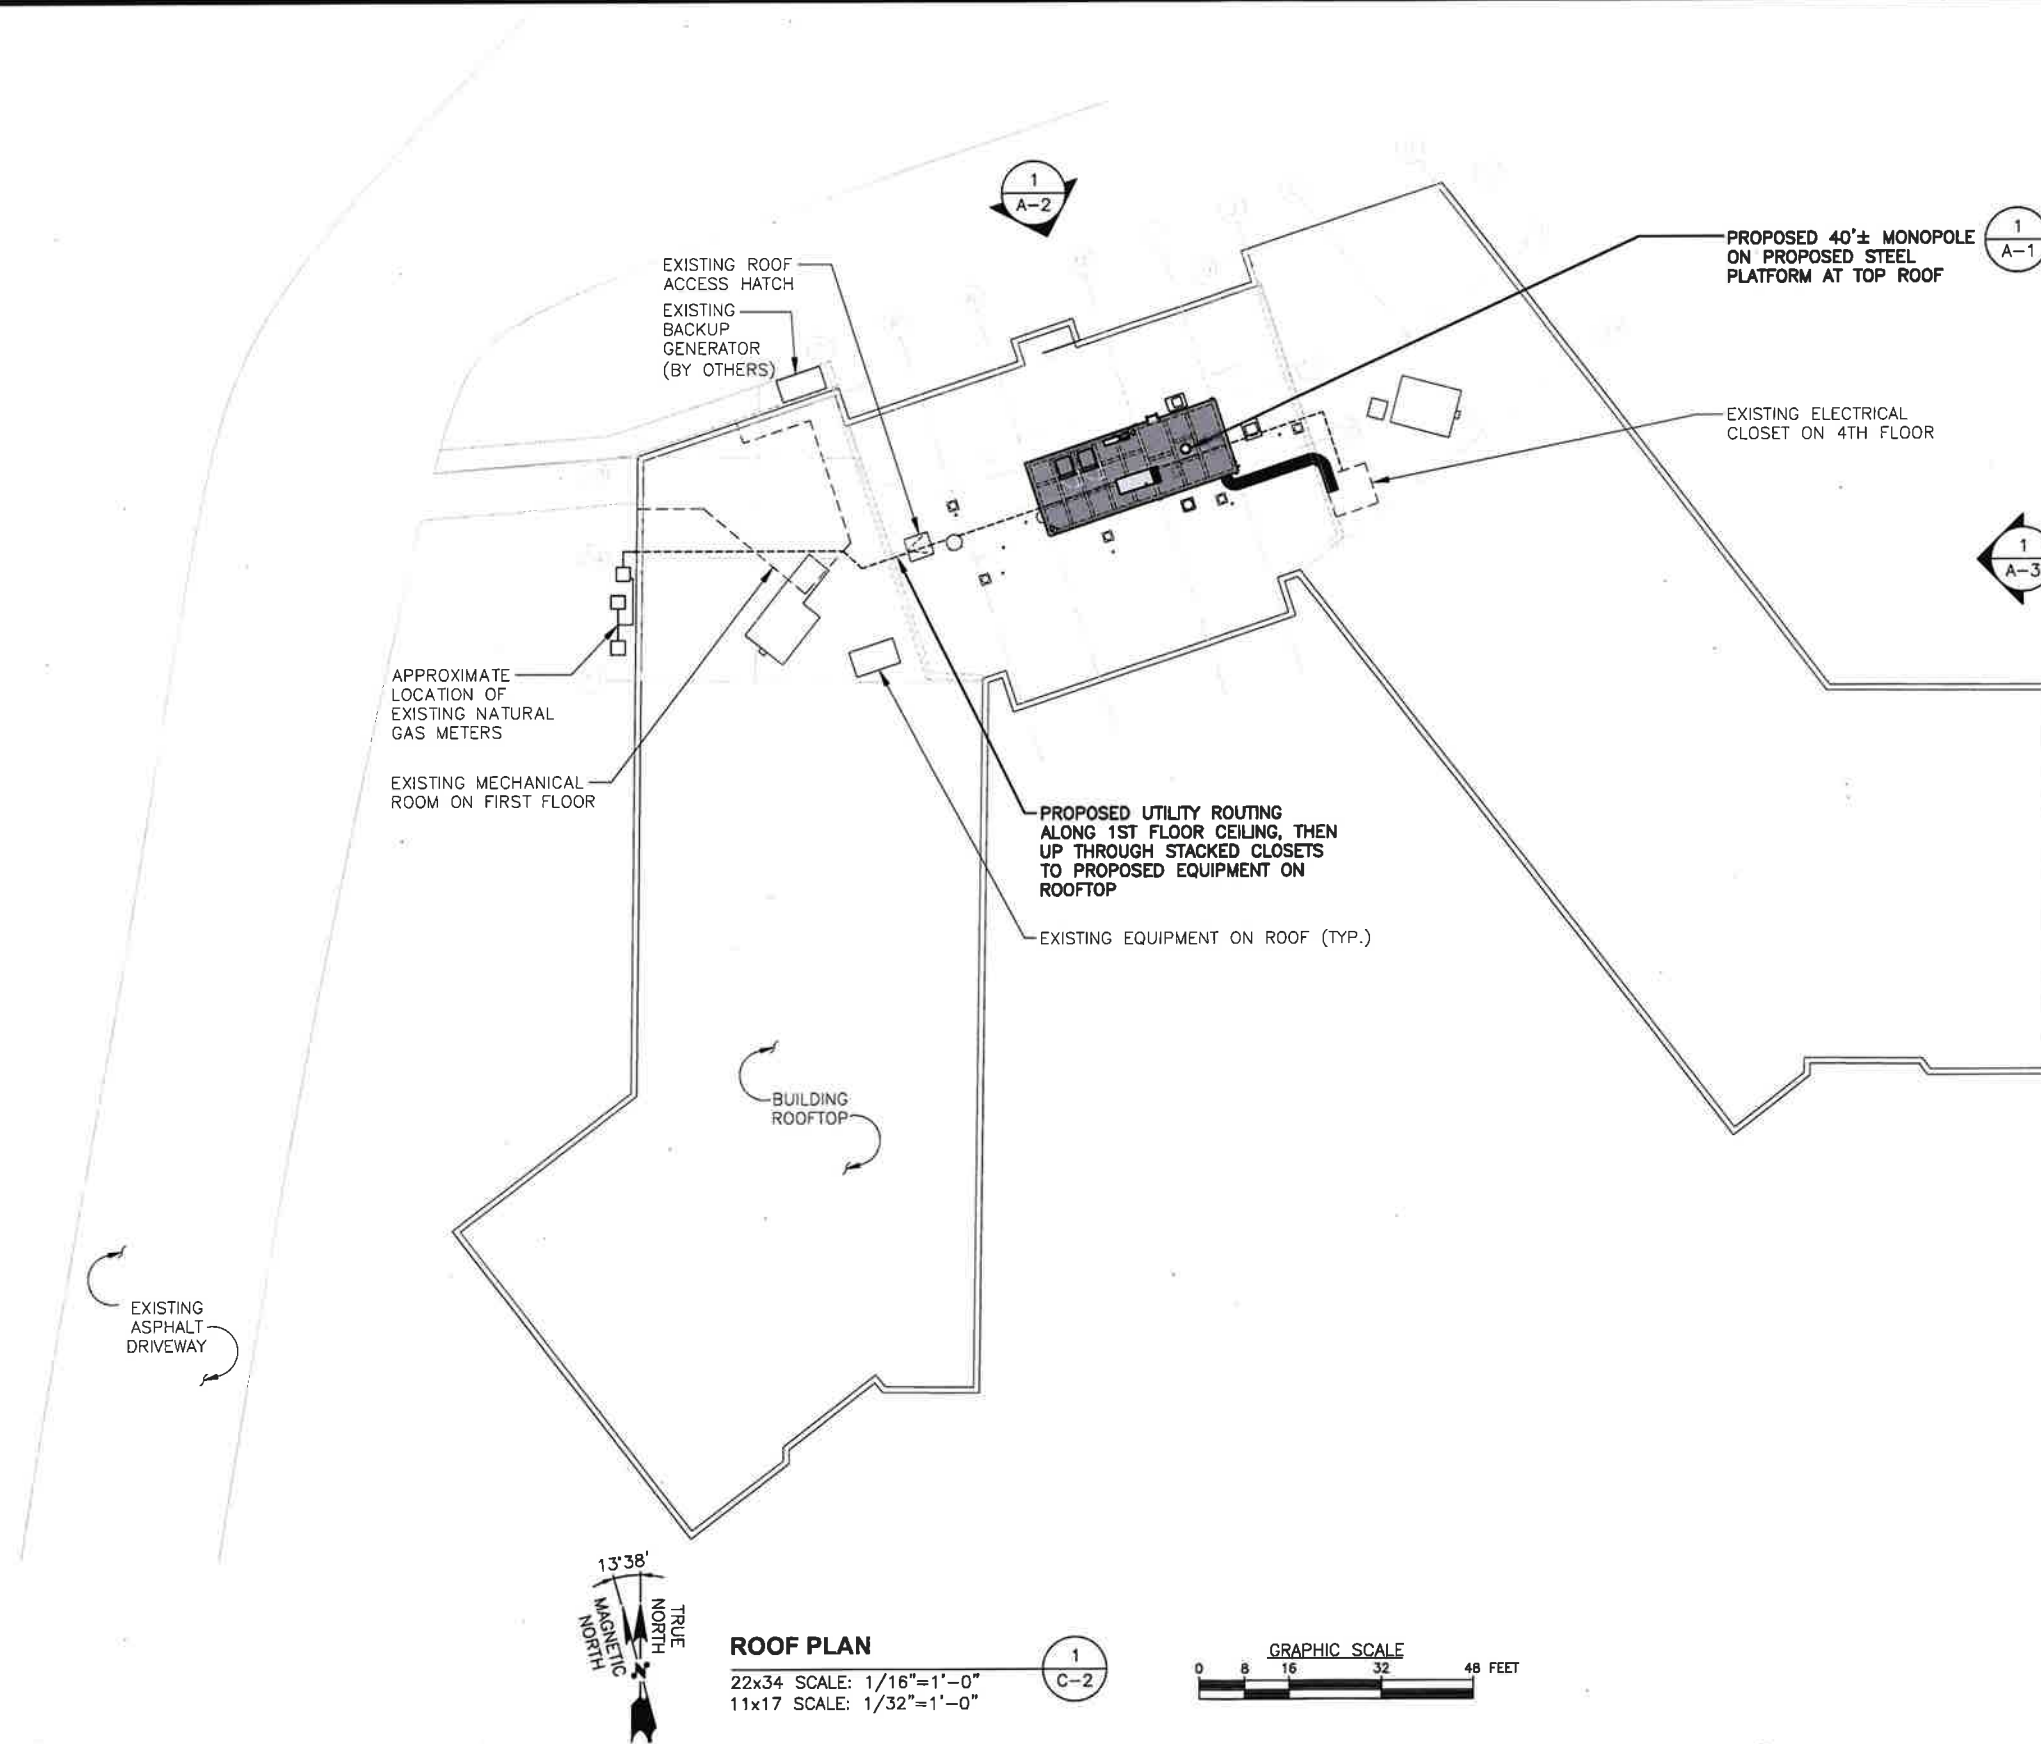 1
A-2
PROPOSED 40'± MONOPOLE
ON PROPOSED STEEL
PLATFORM AT TOP ROOF
1
A-1
EXISTING ROOF
ACCESS HATCH
EXISTING
BACKUP
GENERATOR
(BY OTHERS)
EXISTING ELECTRICAL
CLOSET ON 4TH FLOOR
1
A-3
APPROXIMATE
LOCATION OF
EXISTING NATURAL
GAS METERS
EXISTING MECHANICAL
ROOM ON FIRST FLOOR
PROPOSED UTILITY ROUTING
ALONG 1ST FLOOR CEILING, THEN
UP THROUGH STACKED CLOSETS
TO PROPOSED EQUIPMENT ON
ROOFTOP
EXISTING EQUIPMENT ON ROOF (TYP.)
BUILDING
ROOFTOP
EXISTING
ASPHALT
DRIVEWAY
13°38'
TRUE
NORTH
MAGNETIC
NORTH
N
ROOF PLAN
22x34 SCALE: 1/16"=1'-0"
11x17 SCALE: 1/32"=1'-0"
1
C-2
GRAPHIC SCALE
0 8 16 32 48 FEET